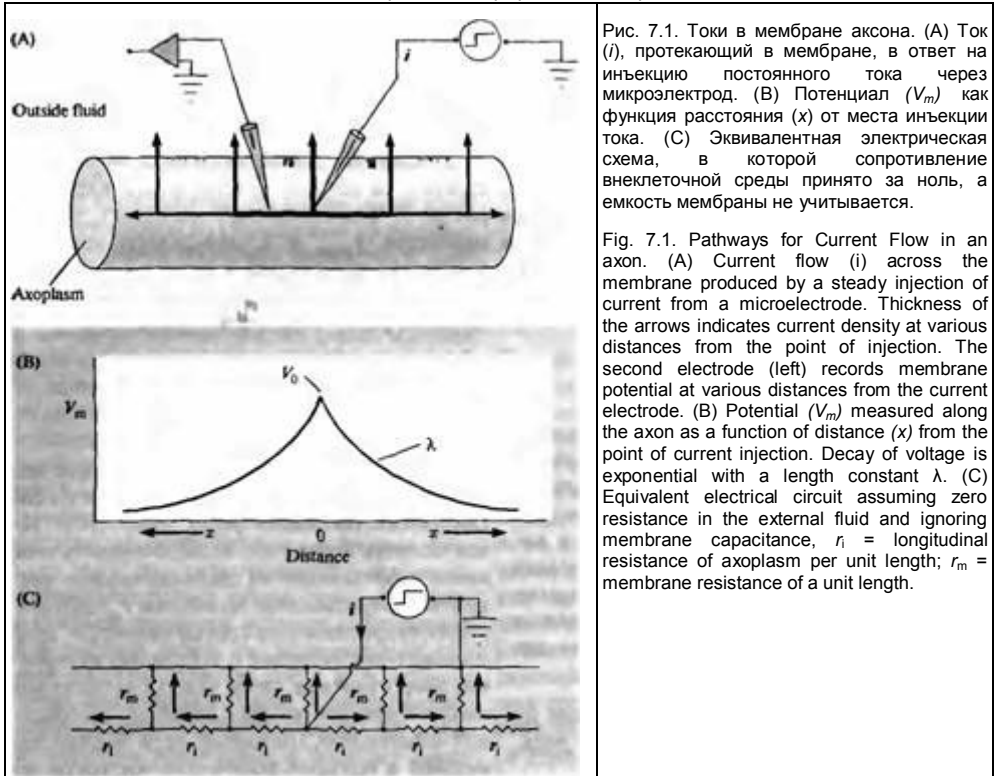 (A)
i
Outside fluid
Axoplasm
(B)
V0
Vm
λ
x 0 x
Distance
(C)
i
rm rm rm rm rm
ri ri ri ri ri ri
Рис. 7.1. Токи в мембране аксона. (A) Ток
(i), протекающий в мембране, в ответ на
инъекцию постоянного тока через
микроэлектрод. (B) Потенциал (Vm) как
функция расстояния (x) от места инъекции
тока. (C) Эквивалентная электрическая
схема, в которой сопротивление
внеклеточной среды принято за ноль, а
емкость мембраны не учитывается.
Fig. 7.1. Pathways for Current Flow in an
axon. (A) Current flow (i) across the
membrane produced by a steady injection of
current from a microelectrode. Thickness of
the arrows indicates current density at various
distances from the point of injection. The
second electrode (left) records membrane
potential at various distances from the current
electrode. (B) Potential (Vm) measured along
the axon as a function of distance (x) from the
point of current injection. Decay of voltage is
exponential with a length constant λ. (C)
Equivalent electrical circuit assuming zero
resistance in the external fluid and ignoring
membrane capacitance, ri = longitudinal
resistance of axoplasm per unit length; rm =
membrane resistance of a unit length.